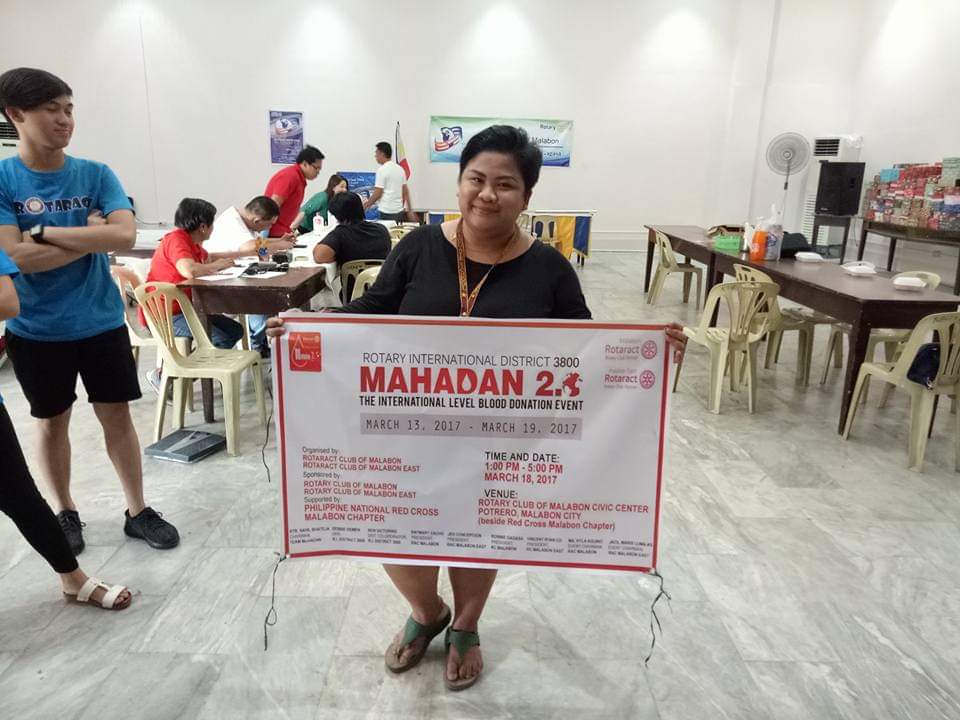 ROTARAC
Rotary
Malabon
ROTARY INTERNATIONAL DISTRICT 3800
MAHADAN 2.0
THE INTERNATIONAL LEVEL BLOOD DONATION EVENT
MARCH 13, 2017 - MARCH 19, 2017
Rotaract
Rotaract
Organised by:
ROTARACT CLUB OF MALABON
ROTARACT CLUB OF MALABON EAST
Sponsored by:
ROTARY CLUB OF MALABON
ROTARY CLUB OF MALABON EAST
Supported by:
PHILIPPINE NATIONAL RED CROSS
MALABON CHAPTER
TIME AND DATE:
1:00 PM - 5:00 PM
MARCH 18, 2017
VENUE:
ROTARY CLUB OF MALABON CIVIC CENTER
POTRERO, MALABON CITY
(beside Red Cross Malabon Chapter)